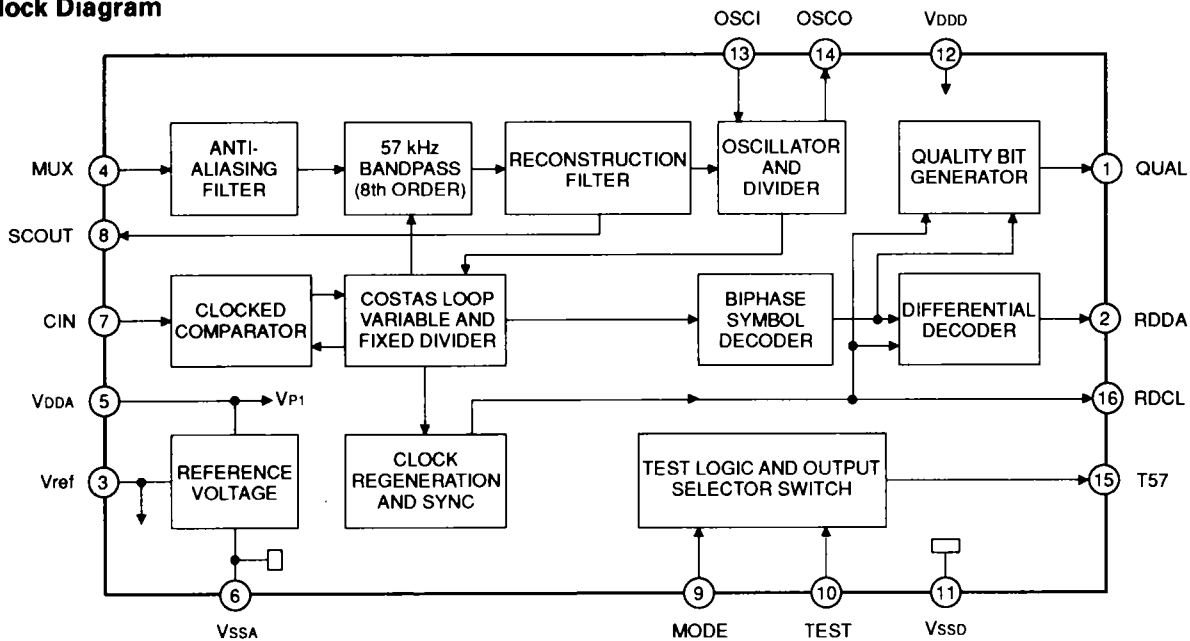 lock Diagram
OSCI
OSCO
VDDD
13
14
12
ANTI-
ALIASING
FILTER
57 kHz
BANDPASS
(8th ORDER)
RECONSTRUCTION
FILTER
OSCILLATOR
AND
DIVIDER
QUALITY BIT
GENERATOR
MUX
4
1
QUAL
SCOUT
8
CIN
7
CLOCKED
COMPARATOR
COSTAS LOOP
VARIABLE AND
FIXED DIVIDER
BIPHASE
SYMBOL
DECODER
DIFFERENTIAL
DECODER
2
RDDA
VDDA
5
VP1
16
RDCL
Vref
3
REFERENCE
VOLTAGE
CLOCK
REGENERATION
AND SYNC
TEST LOGIC AND OUTPUT
SELECTOR SWITCH
15
T57
6
9
10
11
VSSA
MODE
TEST
VSSD